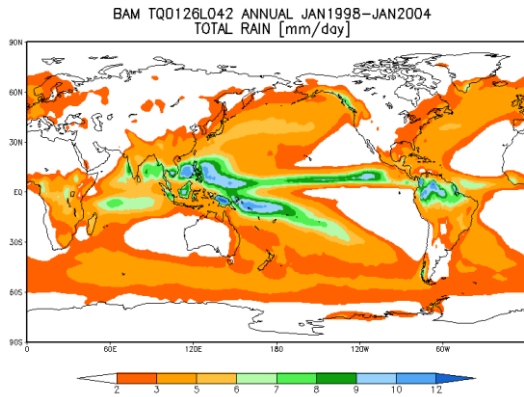 BAM TQ0126L042 ANNUAL JAN1998-JAN2004
TOTAL RAIN [mm/day]
90N
60N
30N
EQ
30S
60S
90S
0 60E 120E 180 120W 60W
2 3 5 6 7 8 9 10 12